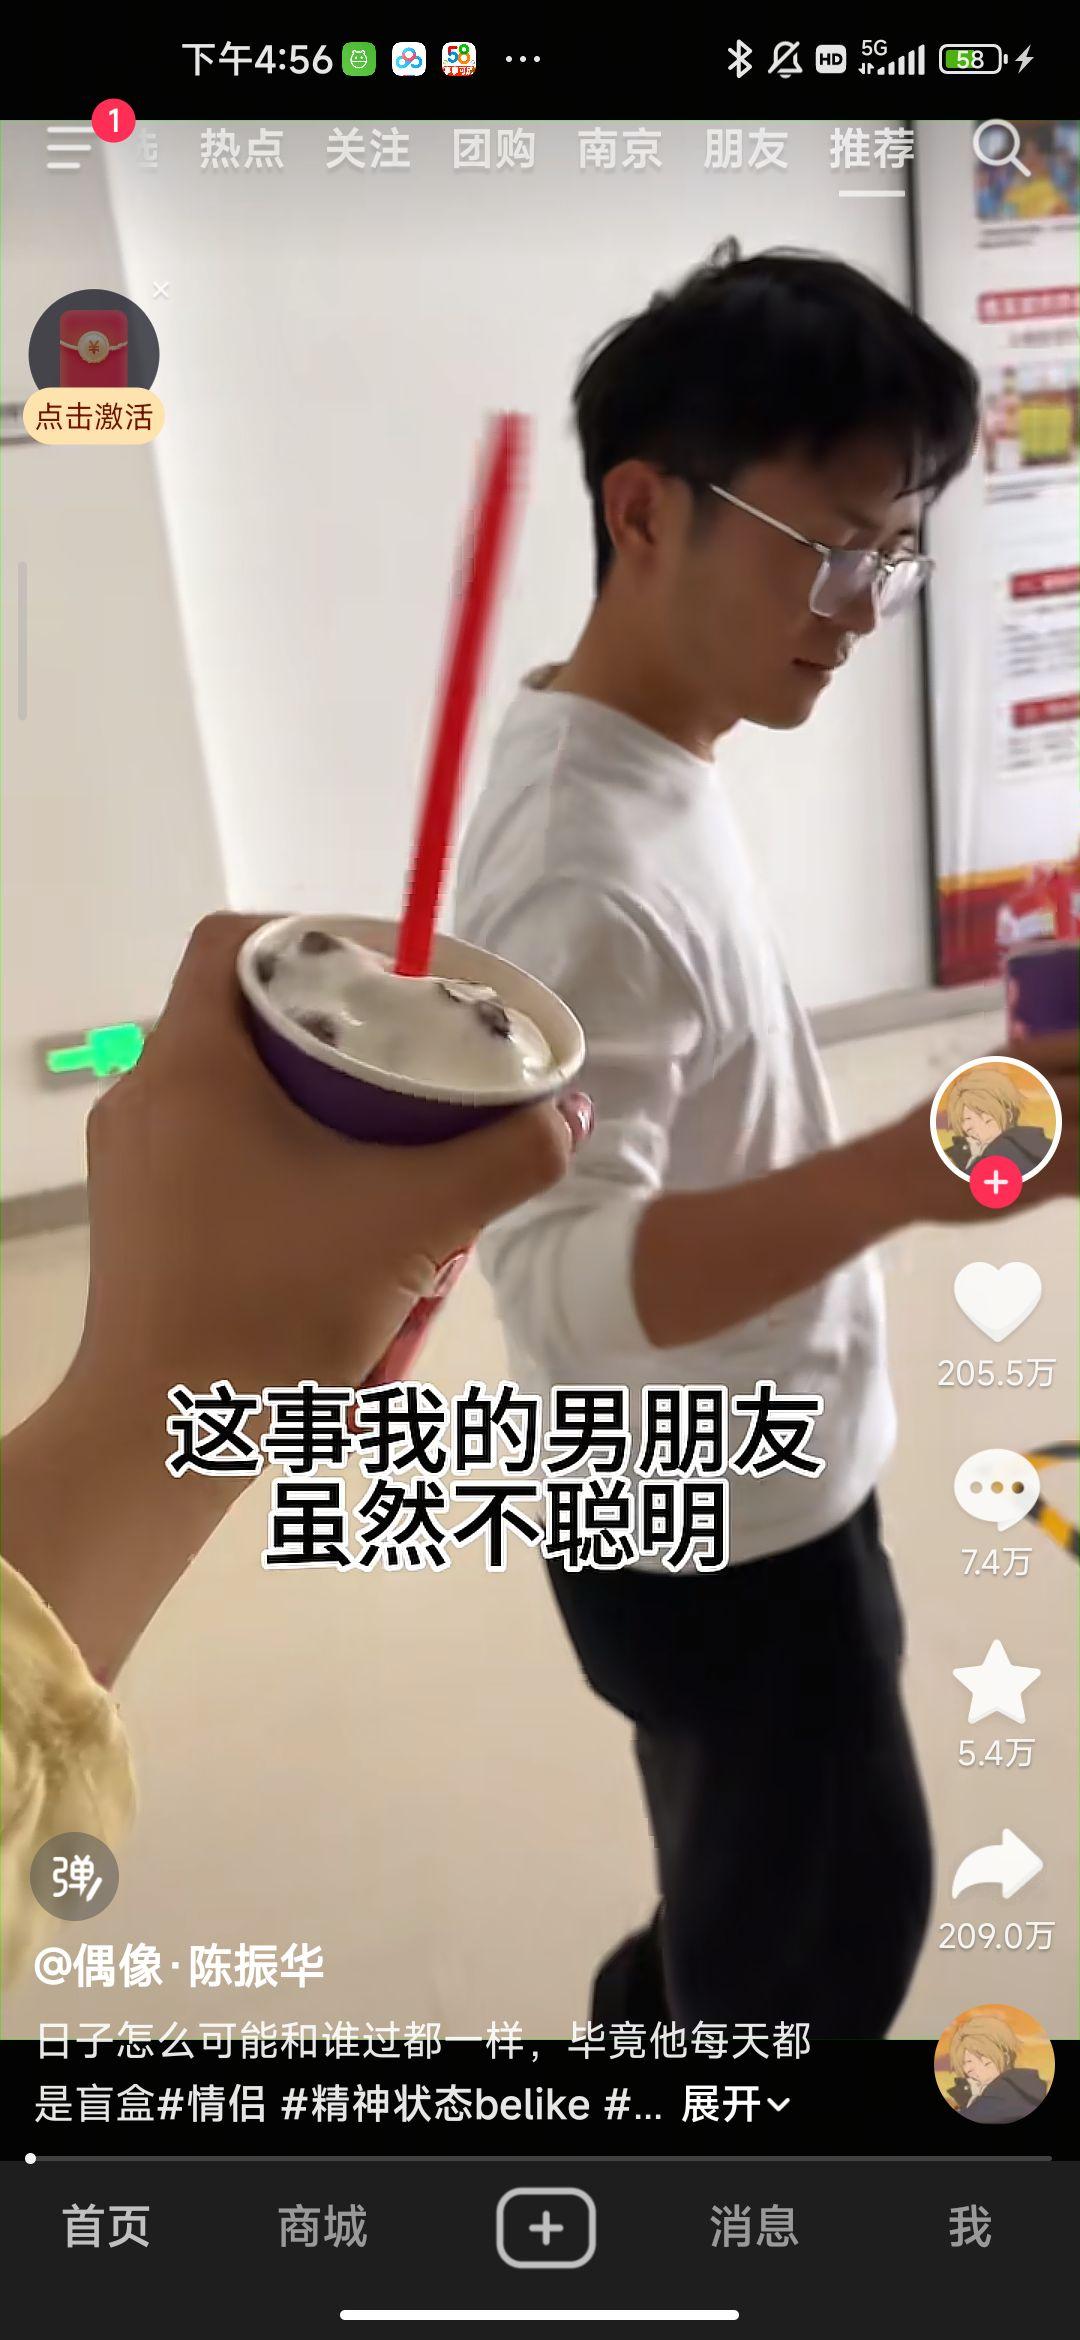 下午4:56
58
HD
5G
58
1
热点 关注 团购 南京 朋友 推荐
点击激活
这事我的男朋友
虽然不聪明
205.5万
7.4万
5.4万
209.0万
弹
@偶像·陈振华
日子怎么可能和谁过都一样，毕竟他每天都
是盲盒#情侣 #精神状态belike #... 展开
首页 商城 消息 我